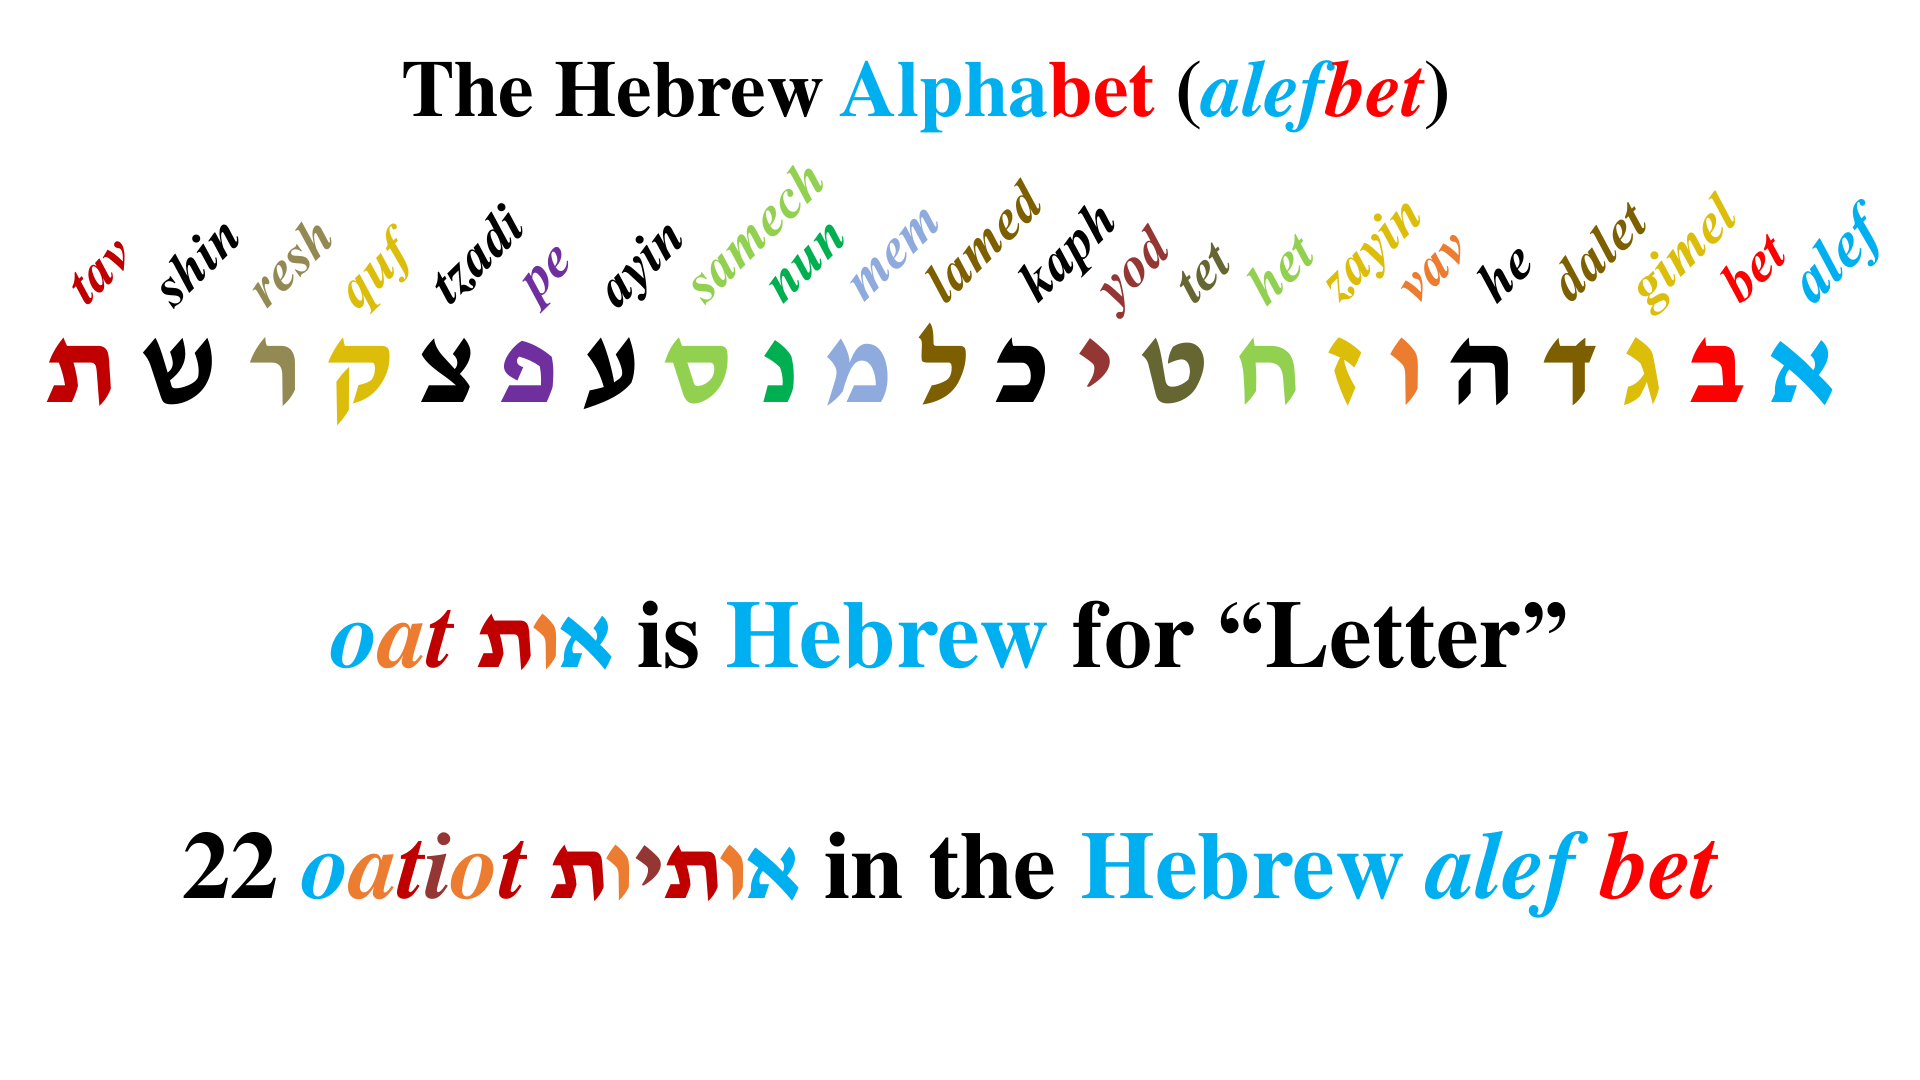 The Hebrew Alphabet (alefbet)
tav shin resh quf tzadi pe ayin samech nun mem lamed kaph yod tet het zayin vav he dalet gimel bet alef
א ב ג ד ה ו ז ח ט י כ ל מ נ ס ע פ צ ק ר ש ת
oat אות is Hebrew for “Letter”
22 oatiot אותיות in the Hebrew alef bet